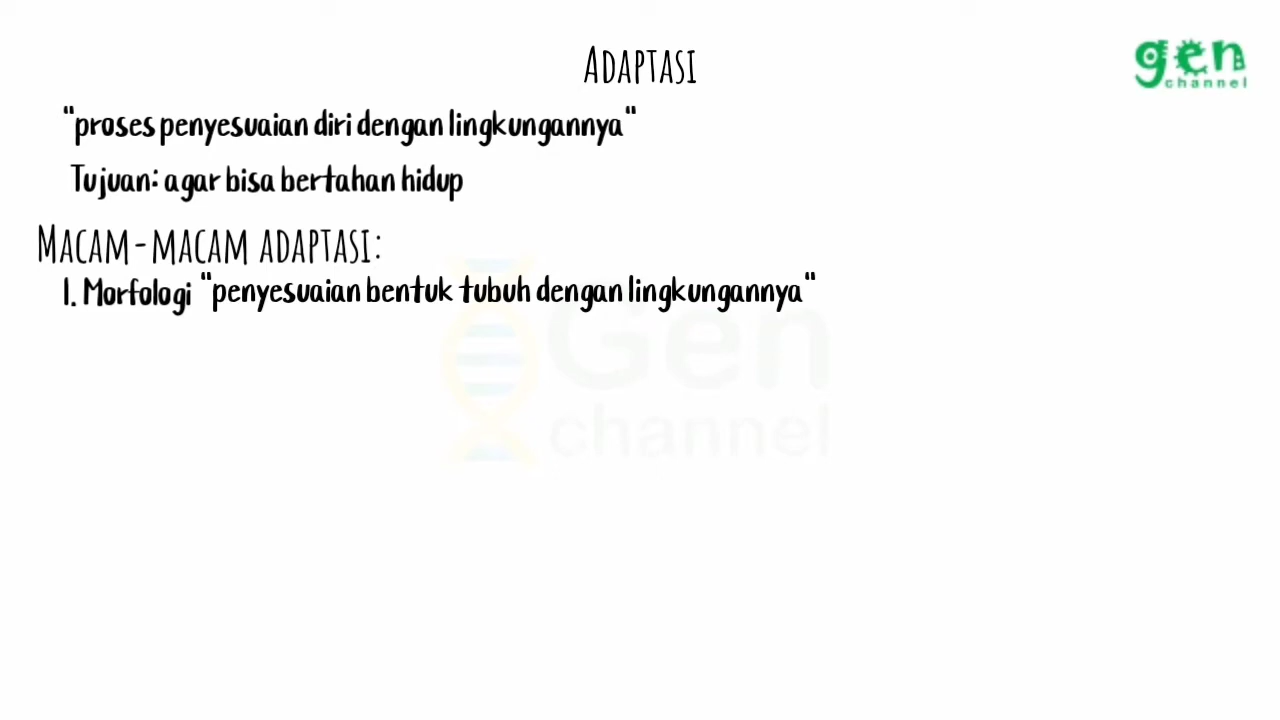 Adaptasi
gen
channel
"proses penyesuaian diri dengan lingkungannya"
Tujuan: agar bisa bertahan hidup
Macam-macam adaptasi:
1. Morfologi "penyesuaian bentuk tubuh dengan lingkungannya"
Gen
channel